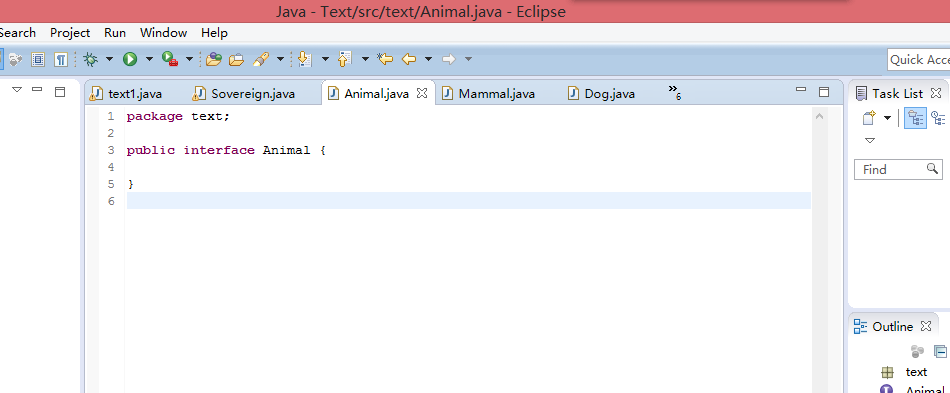 Java - Text/src/text/Animal.java - Eclipse
Search Project Run Window Help
Quick Acce
text1.java Sovereign.java Animal.java Mammal.java Dog.java »6
Task List
1 package text;
2
3 public interface Animal {
4
5 }
6
Find
Outline
text
Animal